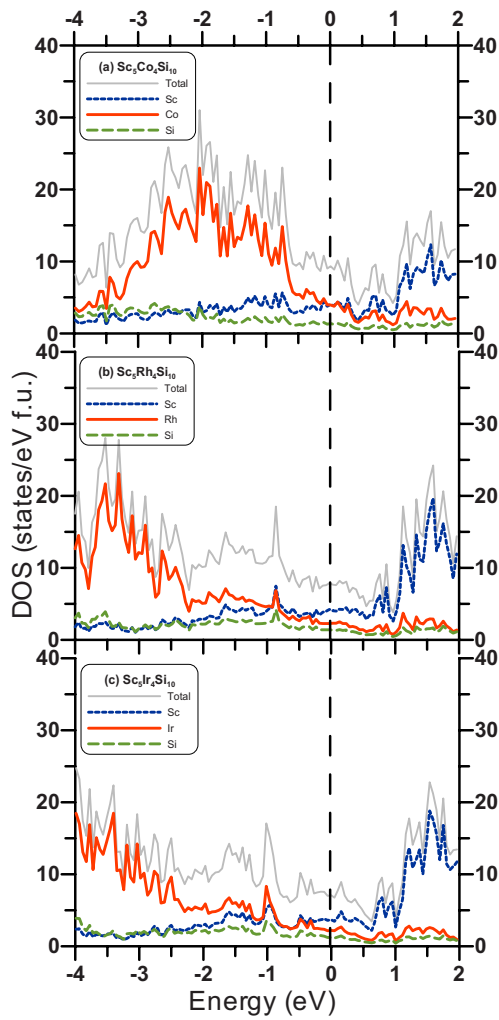 -4 -3 -2 -1 0 1 2
40 40
(a) Sc₅Co₄Si₁₀
Total
Sc
Co
Si
30 30
20 20
10 10
0 0
40 40
(b) Sc₅Rh₄Si₁₀
Total
Sc
Rh
Si
30 30
20 20
10 10
0 0
40 40
(c) Sc₅Ir₄Si₁₀
Total
Sc
Ir
Si
30 30
20 20
10 10
0 0
-4 -3 -2 -1 0 1 2
Energy (eV)
DOS (states/eV f.u.)